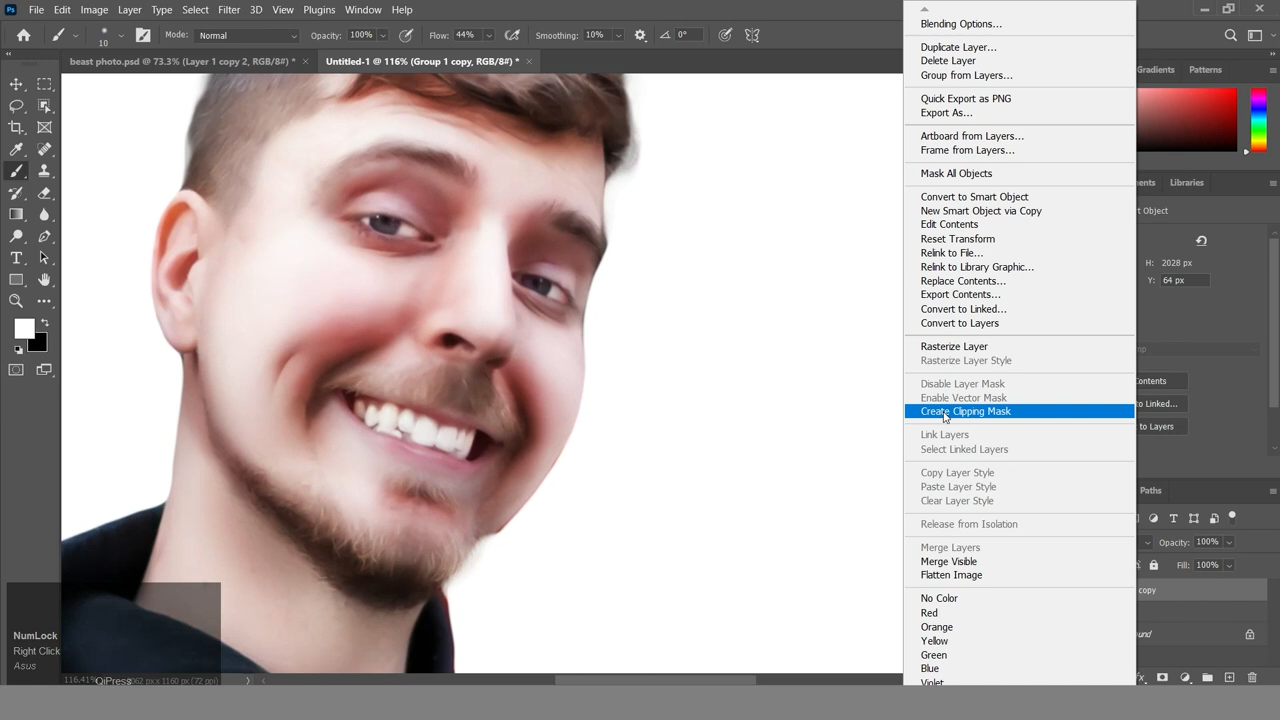 Ps File Edit Image Layer Type Select Filter 3D View Plugins Window Help
10 Mode: Normal Opacity: 100% Flow: 44% Smoothing: 10% 0°
beast photo.psd @ 73.3% (Layer 1 copy 2, RGB/8#) * × Untitled-1 @ 116% (Group 1 copy, RGB/8#) * ×
Blending Options...
Duplicate Layer...
Delete Layer
Group from Layers...
Quick Export as PNG
Export As...
Artboard from Layers...
Frame from Layers...
Mask All Objects
Convert to Smart Object
New Smart Object via Copy
Edit Contents
Reset Transform
Relink to File...
Relink to Library Graphic...
Replace Contents...
Export Contents...
Convert to Linked...
Convert to Layers
Rasterize Layer
Rasterize Layer Style
Disable Layer Mask
Enable Vector Mask
Create Clipping Mask
Link Layers
Select Linked Layers
Copy Layer Style
Paste Layer Style
Clear Layer Style
Release from Isolation
Merge Layers
Merge Visible
Flatten Image
No Color
Red
Orange
Yellow
Green
Blue
Violet
Gradients Patterns
Libraries
H: 2028 px
Y: 64 px
Paths
Opacity: 100%
Fill: 100%
copy
NumLock
Right Click
Asus
QiPress
116.41%